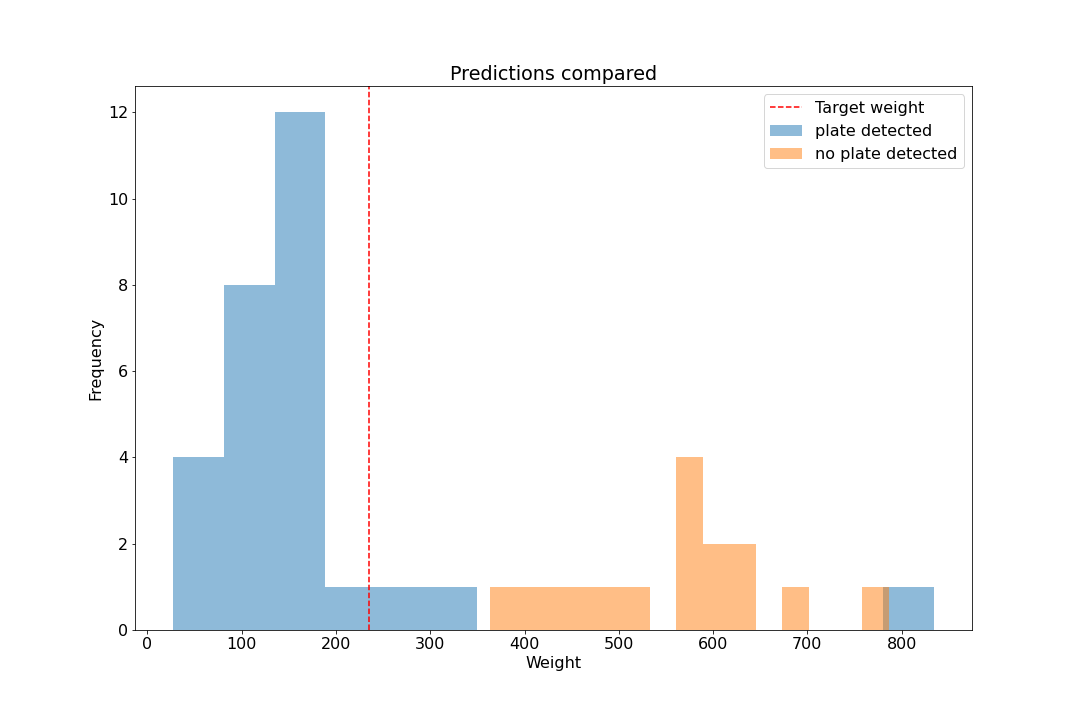 Predictions compared
Target weight
plate detected
no plate detected
12
10
8
6
4
2
0
Frequency
0 100 200 300 400 500 600 700 800
Weight